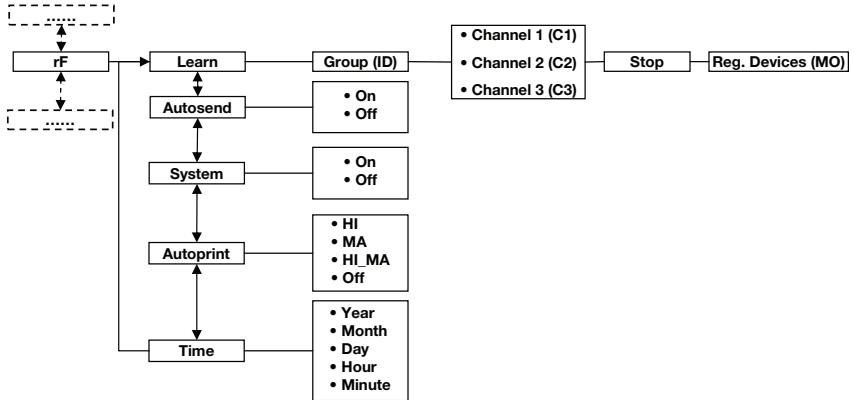 ......
rF
......
Learn
Group (ID)
• Channel 1 (C1)
• Channel 2 (C2)
• Channel 3 (C3)
Stop
Reg. Devices (MO)
Autosend
• On
• Off
System
• On
• Off
Autoprint
• HI
• MA
• HI_MA
• Off
Time
• Year
• Month
• Day
• Hour
• Minute